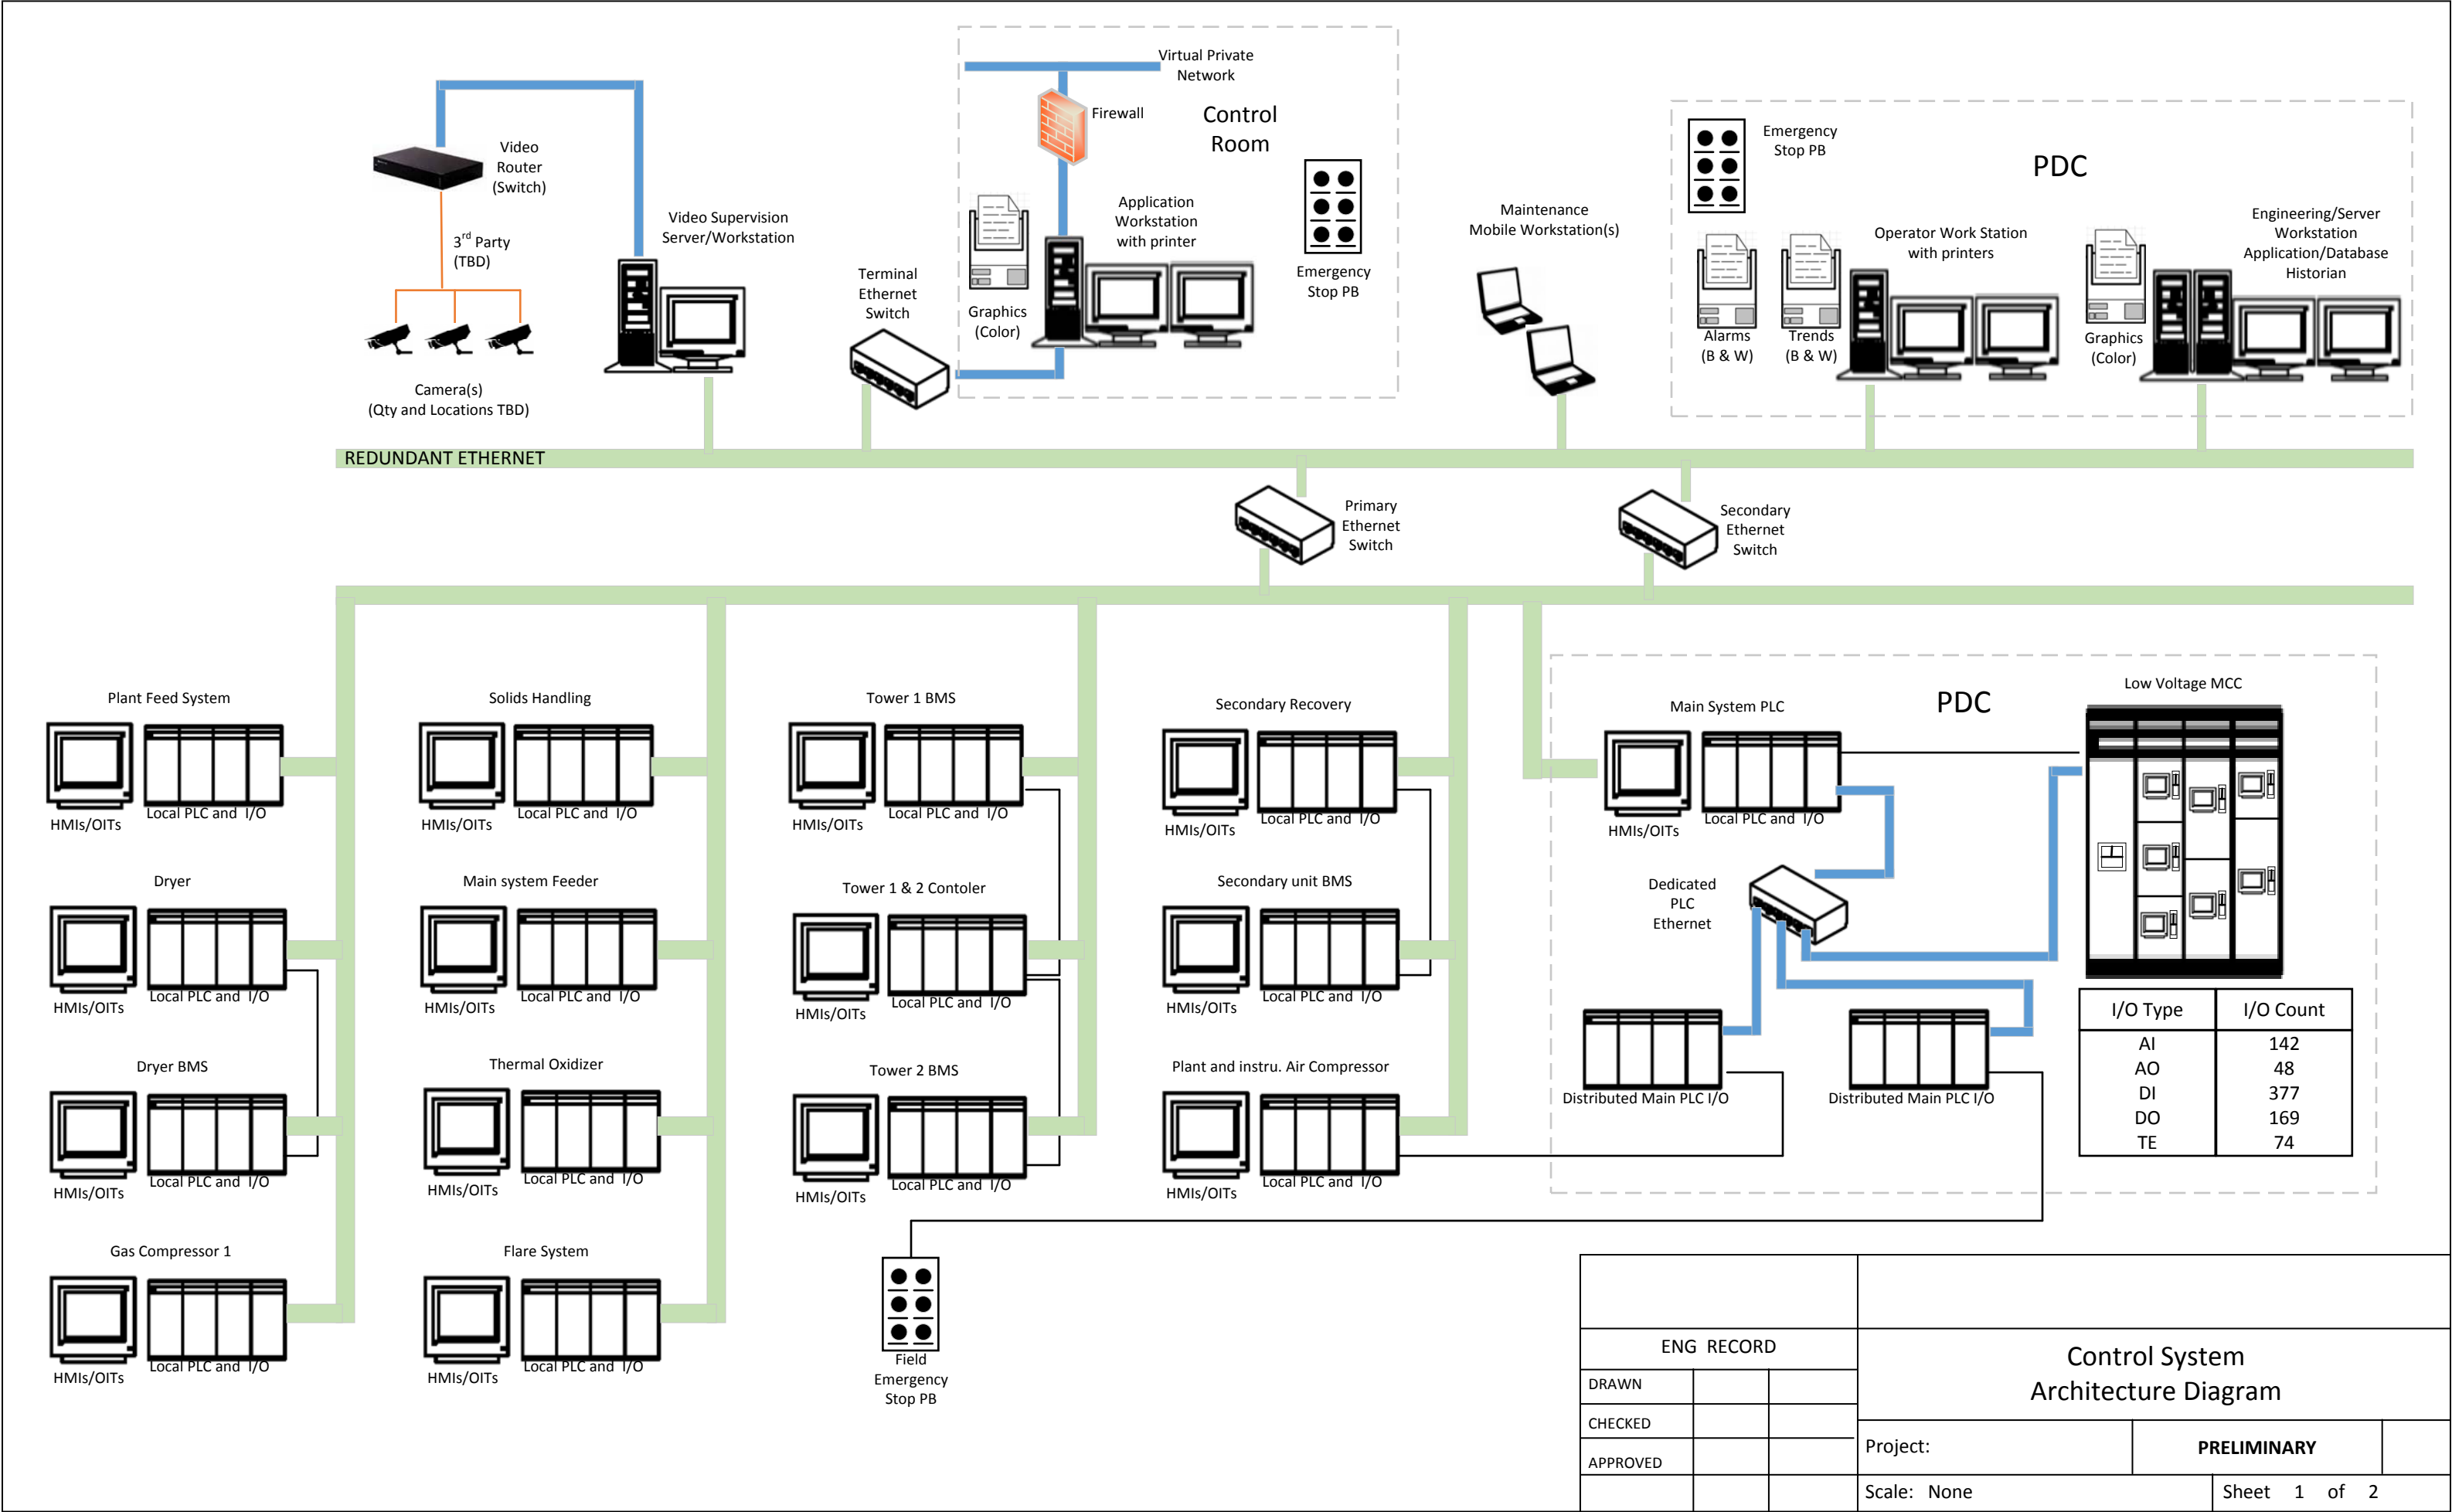 Virtual Private
Network
Firewall
Control
Room
Video
Router
(Switch)
3rd Party
(TBD)
Camera(s)
(Qty and Locations TBD)
Video Supervision
Server/Workstation
Terminal
Ethernet
Switch
Graphics
(Color)
Application
Workstation
with printer
Emergency
Stop PB
Maintenance
Mobile Workstation(s)
Emergency
Stop PB
PDC
Alarms
(B & W)
Trends
(B & W)
Operator Work Station
with printers
Graphics
(Color)
Engineering/Server
Workstation
Application/Database
Historian
REDUNDANT ETHERNET
Primary
Ethernet
Switch
Secondary
Ethernet
Switch
Plant Feed System
HMIs/OITs
Local PLC and I/O
Dryer
HMIs/OITs
Local PLC and I/O
Dryer BMS
HMIs/OITs
Local PLC and I/O
Gas Compressor 1
HMIs/OITs
Local PLC and I/O
Solids Handling
HMIs/OITs
Local PLC and I/O
Main system Feeder
HMIs/OITs
Local PLC and I/O
Thermal Oxidizer
HMIs/OITs
Local PLC and I/O
Flare System
HMIs/OITs
Local PLC and I/O
Tower 1 BMS
HMIs/OITs
Local PLC and I/O
Tower 1 & 2 Contoler
HMIs/OITs
Local PLC and I/O
Tower 2 BMS
HMIs/OITs
Local PLC and I/O
Field
Emergency
Stop PB
Secondary Recovery
HMIs/OITs
Local PLC and I/O
Secondary unit BMS
HMIs/OITs
Local PLC and I/O
Plant and instru. Air Compressor
HMIs/OITs
Local PLC and I/O
Main System PLC
HMIs/OITs
Local PLC and I/O
PDC
Low Voltage MCC
Dedicated
PLC
Ethernet
Distributed Main PLC I/O
Distributed Main PLC I/O
I/O Type I/O Count
AI 142
AO 48
DI 377
DO 169
TE 74
ENG RECORD
DRAWN
CHECKED
APPROVED
Control System
Architecture Diagram
Project:
PRELIMINARY
Scale: None
Sheet 1 of 2